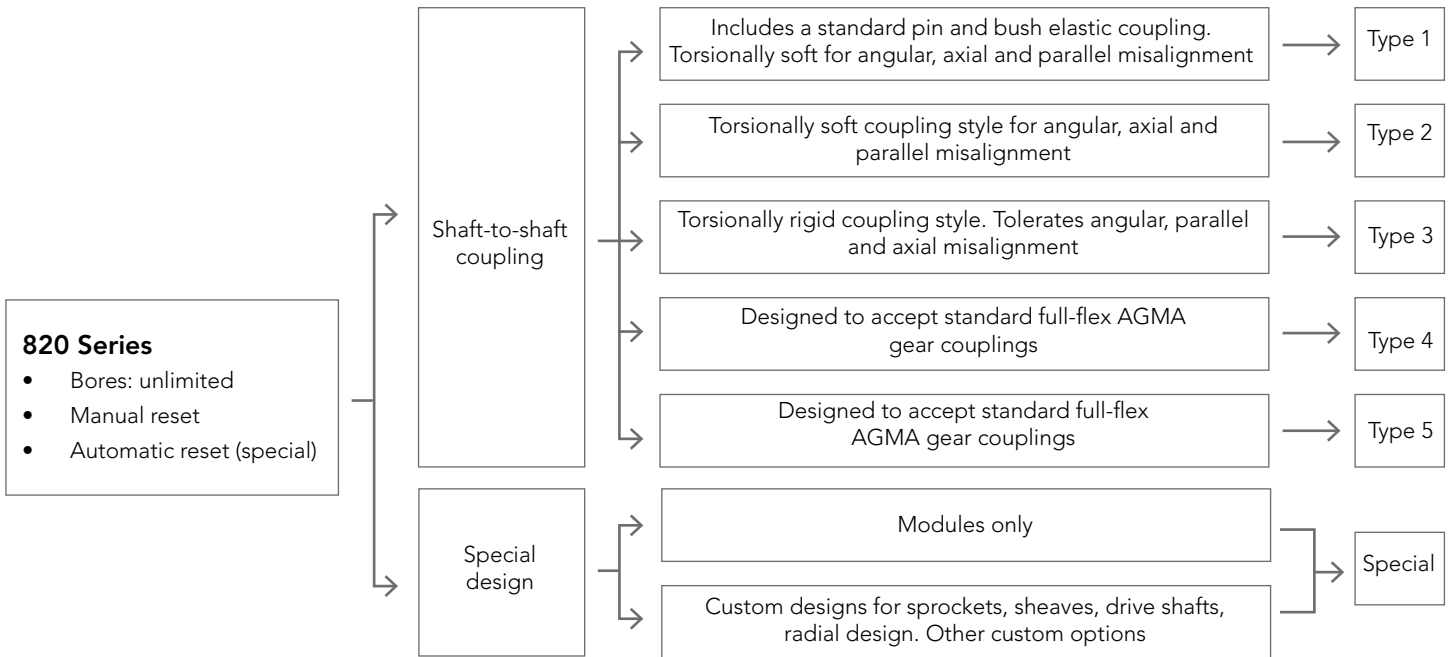 820 Series
• Bores: unlimited
• Manual reset
• Automatic reset (special)
Shaft-to-shaft
coupling
Includes a standard pin and bush elastic coupling.
Torsionally soft for angular, axial and parallel misalignment
Type 1
Torsionally soft coupling style for angular, axial and
parallel misalignment
Type 2
Torsionally rigid coupling style. Tolerates angular, parallel
and axial misalignment
Type 3
Designed to accept standard full-flex AGMA
gear couplings
Type 4
Designed to accept standard full-flex
AGMA gear couplings
Type 5
Special
design
Modules only
Custom designs for sprockets, sheaves, drive shafts,
radial design. Other custom options
Special